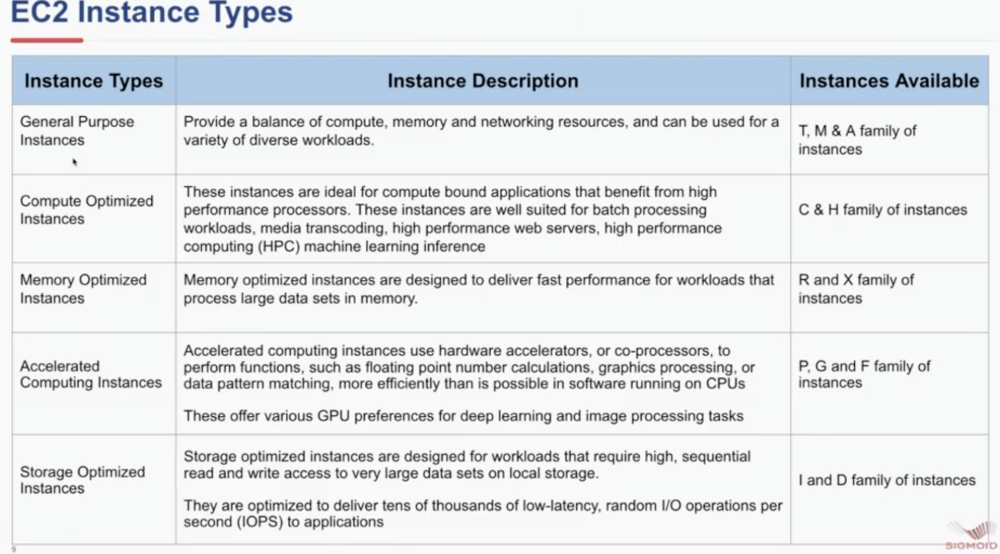 EC2 Instance Types
Instance Types
Instance Description
Instances Available
General Purpose
Instances
Provide a balance of compute, memory and networking resources, and can be used for a
variety of diverse workloads.
T, M & A family of
instances
Compute Optimized
Instances
These instances are ideal for compute bound applications that benefit from high
performance processors. These instances are well suited for batch processing
workloads, media transcoding, high performance web servers, high performance
computing (HPC) machine learning inference
C & H family of instances
Memory Optimized
Instances
Memory optimized instances are designed to deliver fast performance for workloads that
process large data sets in memory.
R and X family of
instances
Accelerated
Computing Instances
Accelerated computing instances use hardware accelerators, or co-processors, to
perform functions, such as floating point number calculations, graphics processing, or
data pattern matching, more efficiently than is possible in software running on CPUs
These offer various GPU preferences for deep learning and image processing tasks
P, G and F family of
instances
Storage Optimized
Instances
Storage optimized instances are designed for workloads that require high, sequential
read and write access to very large data sets on local storage.
They are optimized to deliver tens of thousands of low-latency, random I/O operations per
second (IOPS) to applications
I and D family of instances
9
SIGMOID